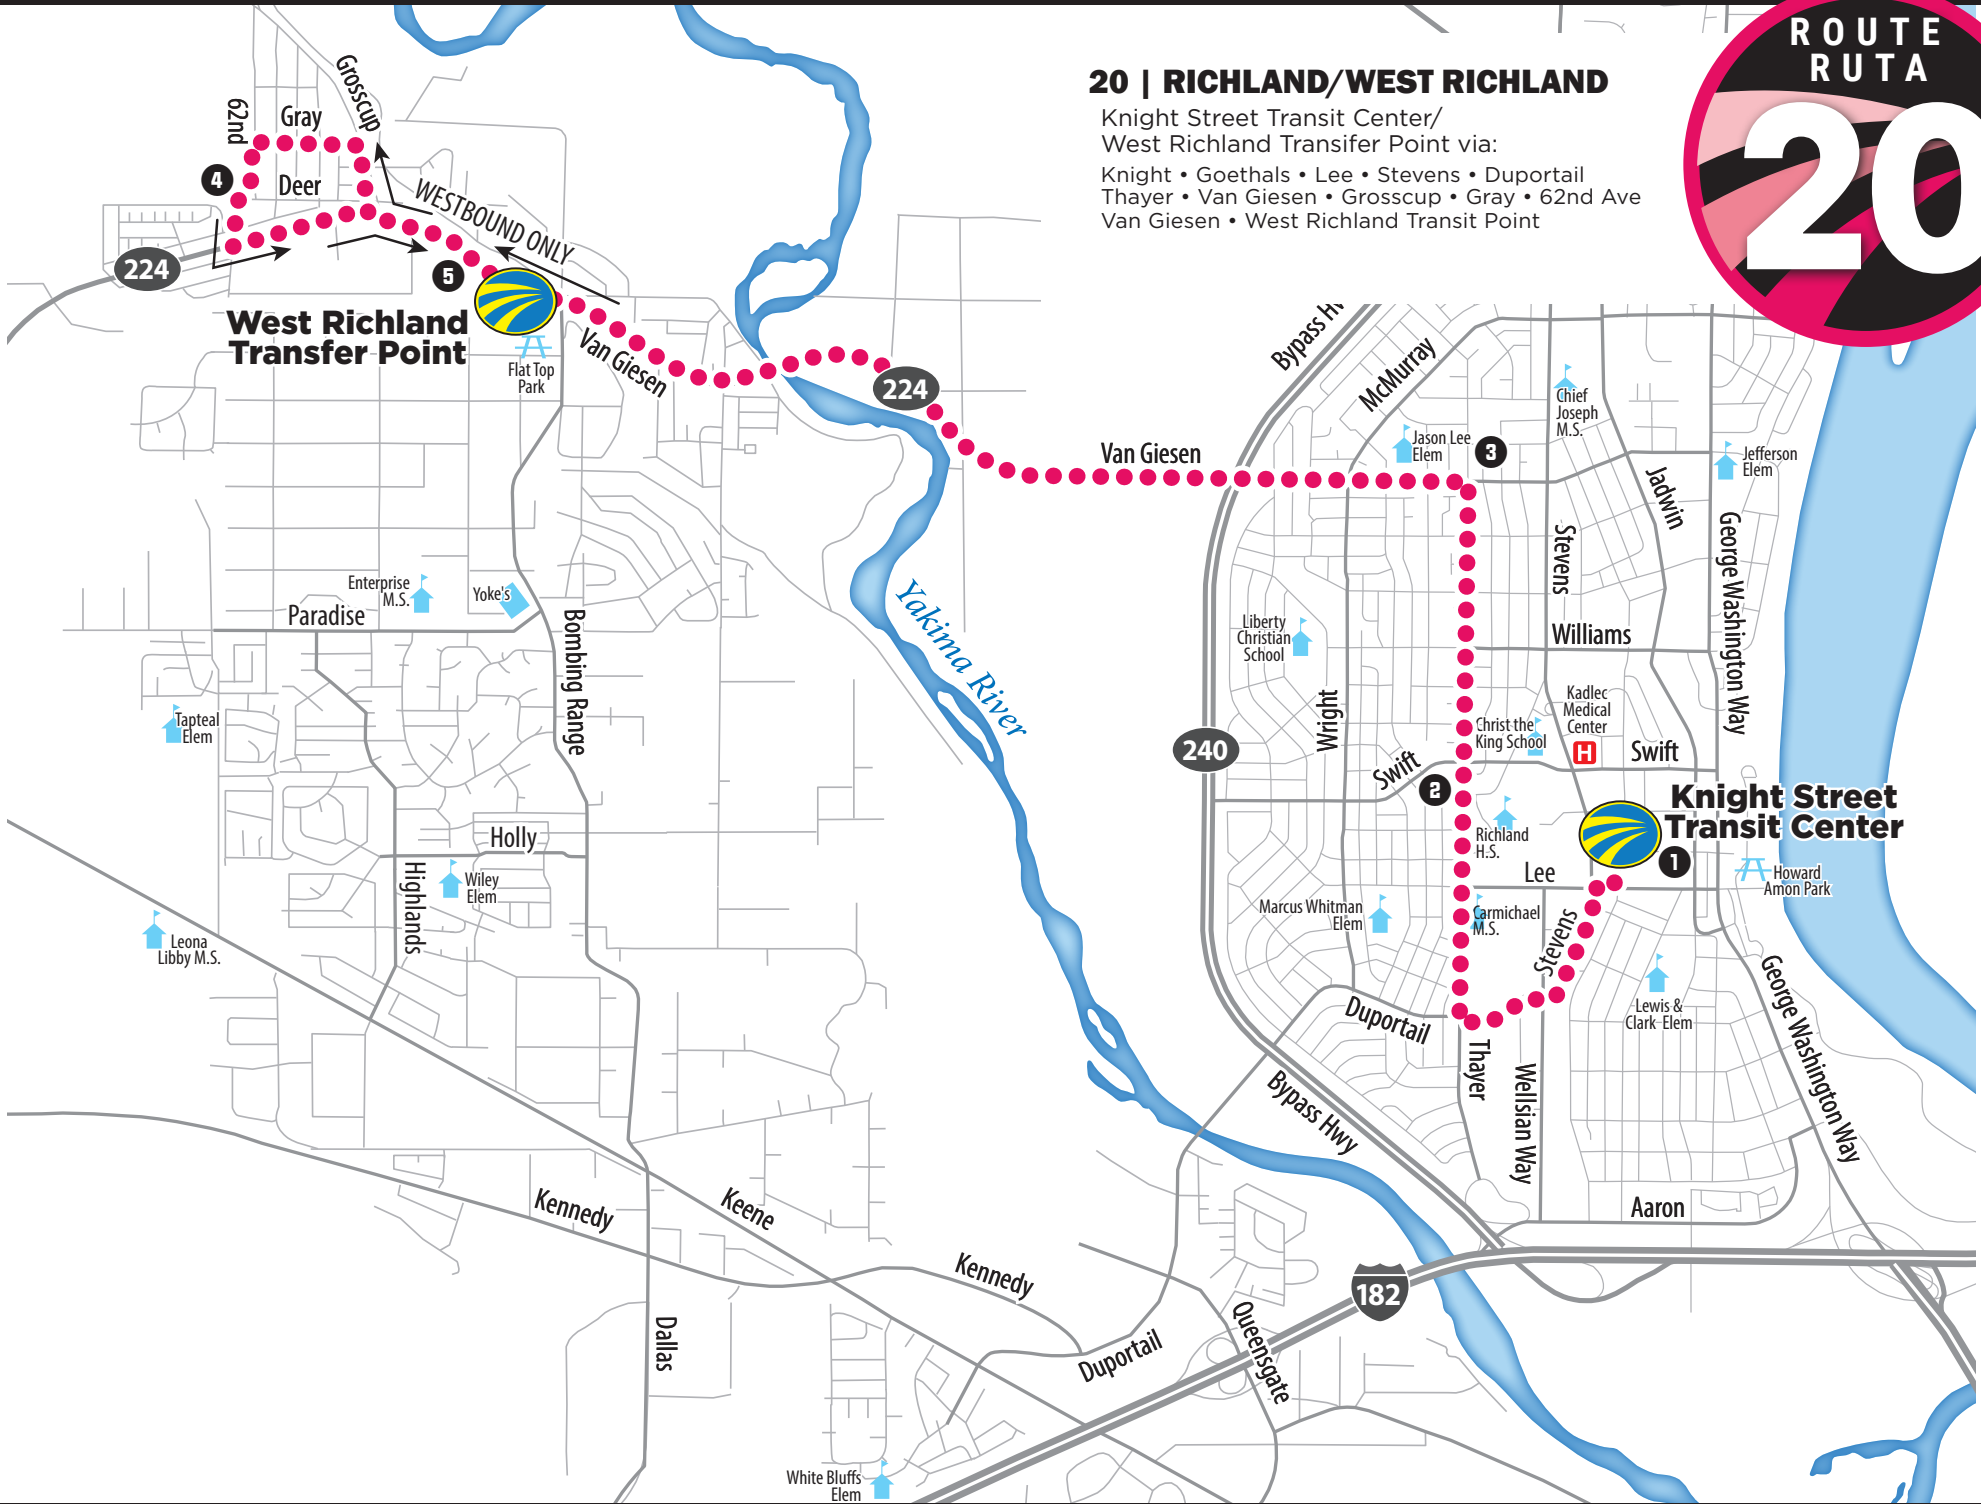 ROUTE
RUTA
20
20 | RICHLAND/WEST RICHLAND
Knight Street Transit Center/
West Richland Transifer Point via:
Knight • Goethals • Lee • Stevens • Duportail
Thayer • Van Giesen • Grosscup • Gray • 62nd Ave
Van Giesen • West Richland Transit Point
Grosscup
62nd
Gray
4
Deer
WESTBOUND ONLY
224
5
West Richland
Transfer Point
Flat Top
Park
Van Giesen
224
Van Giesen
Bypass Hw
McMurray
Chief
Joseph
M.S.
Jason Lee
Elem
3
Jefferson
Elem
Jadwin
Stevens
George Washington Way
Enterprise
M.S.
Yoke's
Paradise
Bombing Range
Yakima River
Liberty
Christian
School
Williams
Wright
Kadlec
Medical
Center
H
Christ the
King School
Swift
Swift
240
2
Tapteal
Elem
Knight Street
Transit Center
1
Richland
H.S.
Lee
Howard
Amon Park
Holly
Highlands
Wiley
Elem
Marcus Whitman
Elem
Carmichael
M.S.
Stevens
Leona
Libby M.S.
Lewis &
Clark Elem
George Washington Way
Duportail
Thayer
Wellsian Way
Bypass Hwy
Aaron
Kennedy
Keene
Kennedy
182
Dallas
Duportail
Queensgate
White Bluffs
Elem